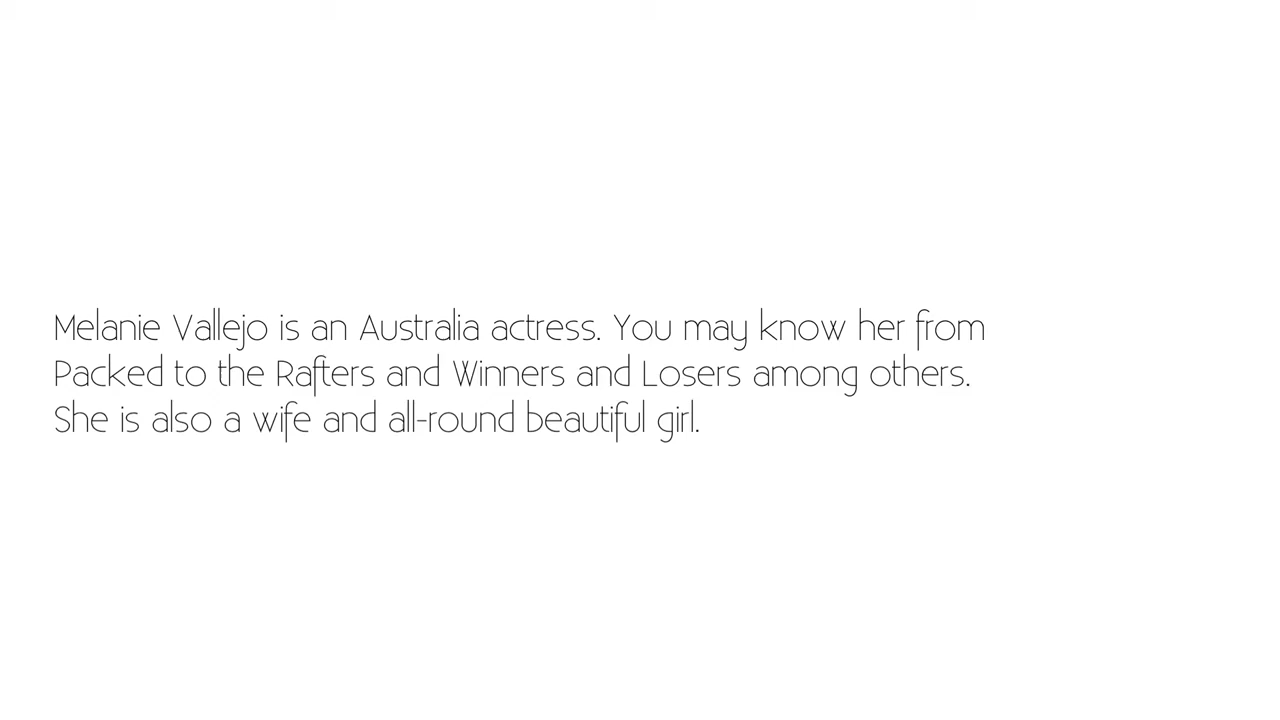 Melanie Vallejo is an Australia actress. You may know her from
Packed to the Rafters and Winners and Losers among others.
She is also a wife and all-round beautiful girl.